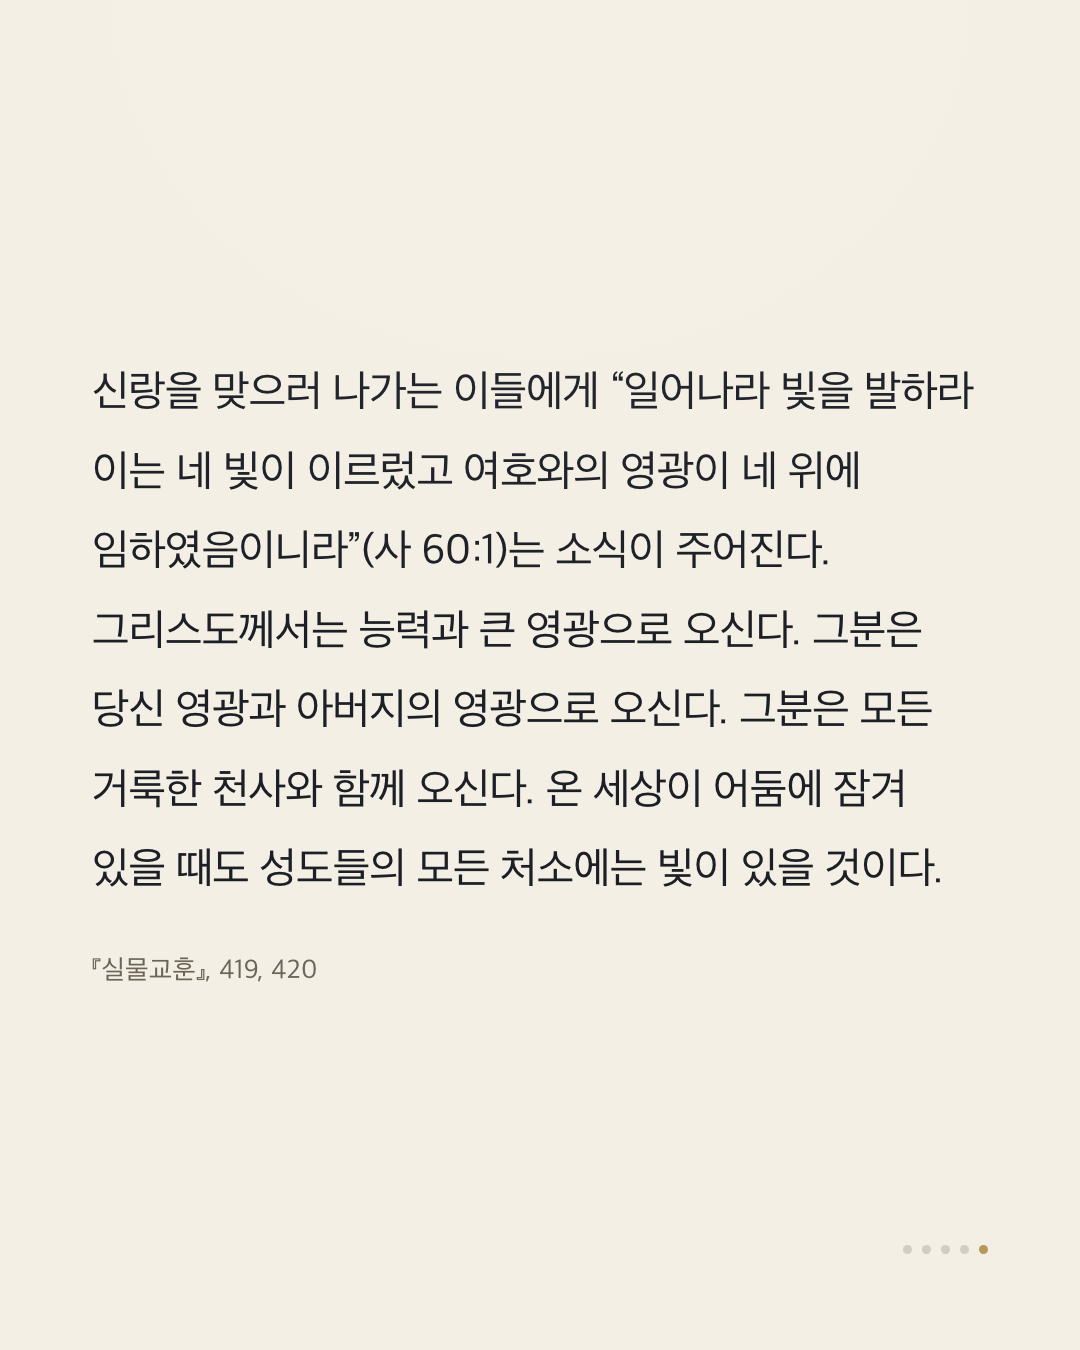 신랑을 맞으러 나가는 이들에게 “일어나라 빛을 발하라
이는 네 빛이 이르렀고 여호와의 영광이 네 위에
임하였음이니라”(사 60:1)는 소식이 주어진다.
그리스도께서는 능력과 큰 영광으로 오신다. 그분은
당신 영광과 아버지의 영광으로 오신다. 그분은 모든
거룩한 천사와 함께 오신다. 온 세상이 어둠에 잠겨
있을 때도 성도들의 모든 처소에는 빛이 있을 것이다.
『실물교훈』, 419, 420